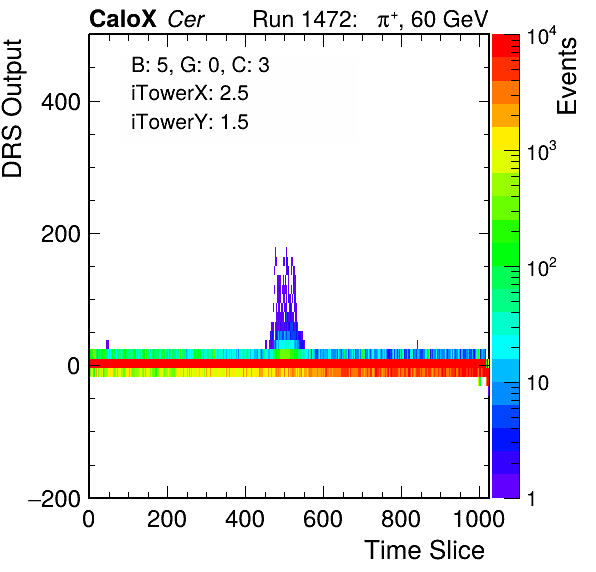 CaloX Cer Run 1472: π⁺, 60 GeV
B: 5, G: 0, C: 3
iTowerX: 2.5
iTowerY: 1.5
DRS Output
400
200
0
−200
0 200 400 600 800 1000
Time Slice
Events
10⁴
10³
10²
10
1